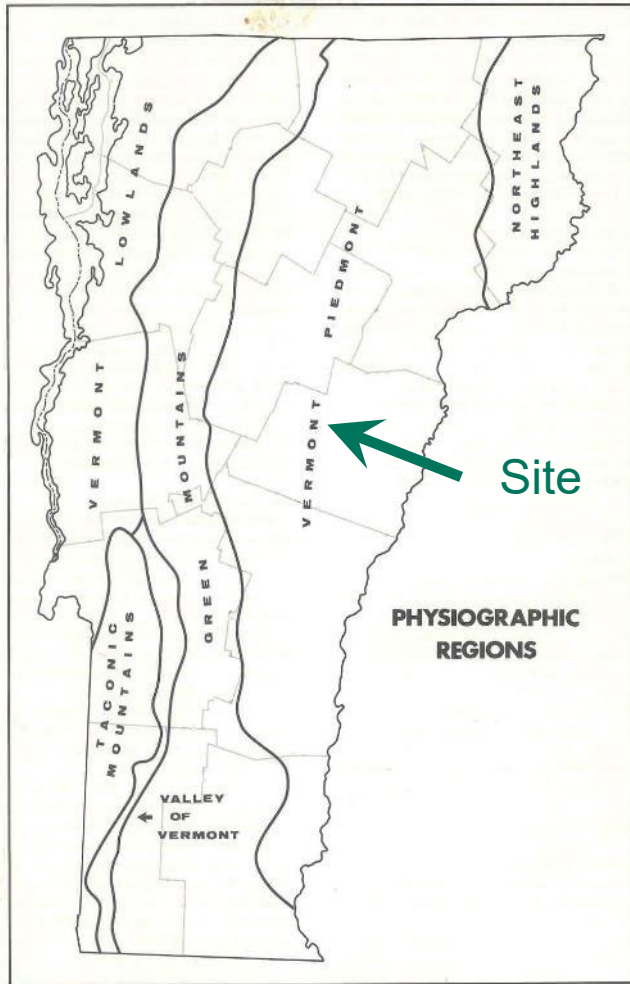 VERMONT LOWLANDS
GREEN MOUNTAINS
VERMONT PIEDMONT
NORTHEAST
HIGHLANDS
Site
TACONIC
MOUNTAINS
VALLEY
OF
VERMONT
PHYSIOGRAPHIC
REGIONS